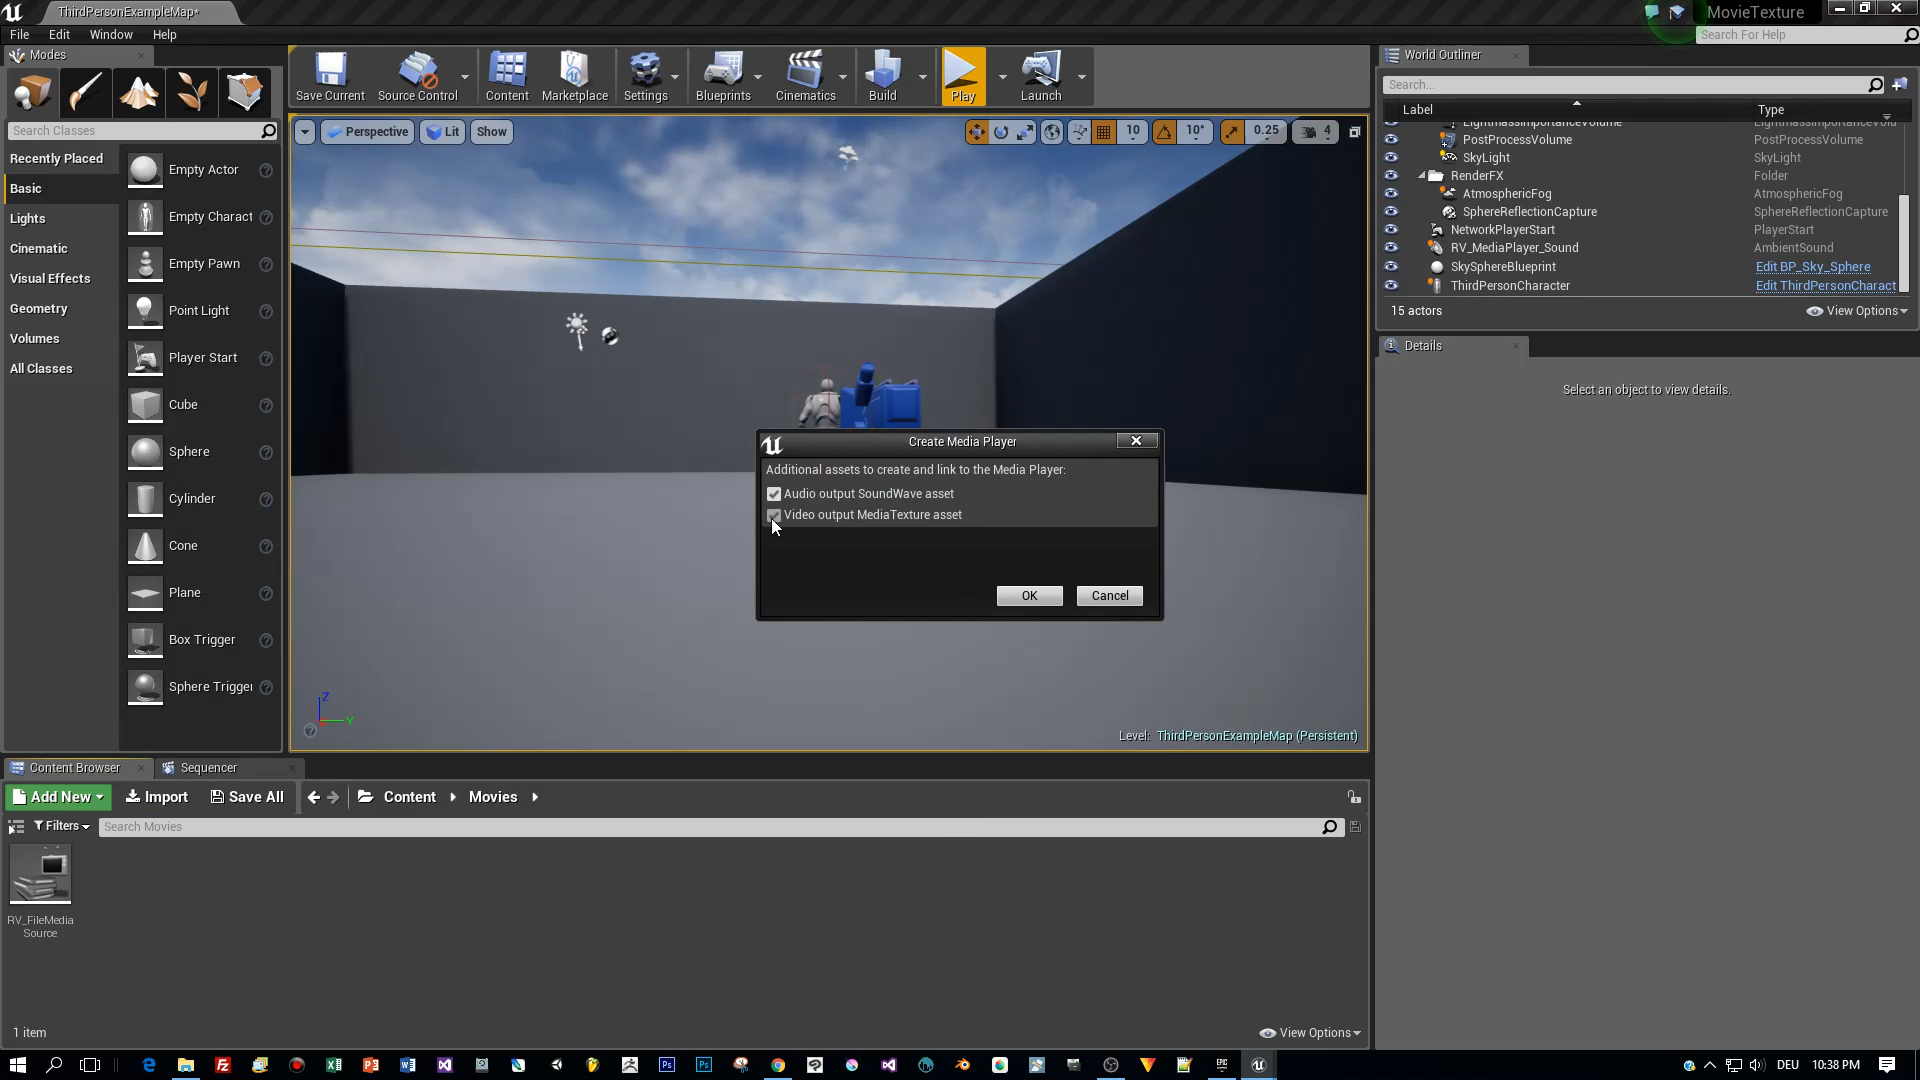 ThirdPersonExampleMap*
MovieTexture
File Edit Window Help
Search For Help
Modes
World Outliner
Save Current Source Control Content Marketplace Settings Blueprints Cinematics Build Play Launch
Search...
Label Type
Search Classes
Perspective Lit Show 10 10° 0.25 4
PostProcessVolume PostProcessVolume
SkyLight SkyLight
RenderFX Folder
AtmosphericFog AtmosphericFog
SphereReflectionCapture SphereReflectionCapture
NetworkPlayerStart PlayerStart
RV_MediaPlayer_Sound AmbientSound
SkySphereBlueprint Edit BP_Sky_Sphere
ThirdPersonCharacter Edit ThirdPersonCharact
15 actors View Options
Details
Select an object to view details.
Recently Placed
Basic
Lights
Cinematic
Visual Effects
Geometry
Volumes
All Classes
Empty Actor
Empty Charact
Empty Pawn
Point Light
Player Start
Cube
Sphere
Cylinder
Cone
Plane
Box Trigger
Sphere Trigger
Create Media Player
Additional assets to create and link to the Media Player:
Audio output SoundWave asset
Video output MediaTexture asset
OK Cancel
Z
Y
Level: ThirdPersonExampleMap (Persistent)
Content Browser Sequencer
Add New Import Save All Content Movies
Filters Search Movies
RV_FileMedia
Source
1 item View Options
DEU 10:38 PM